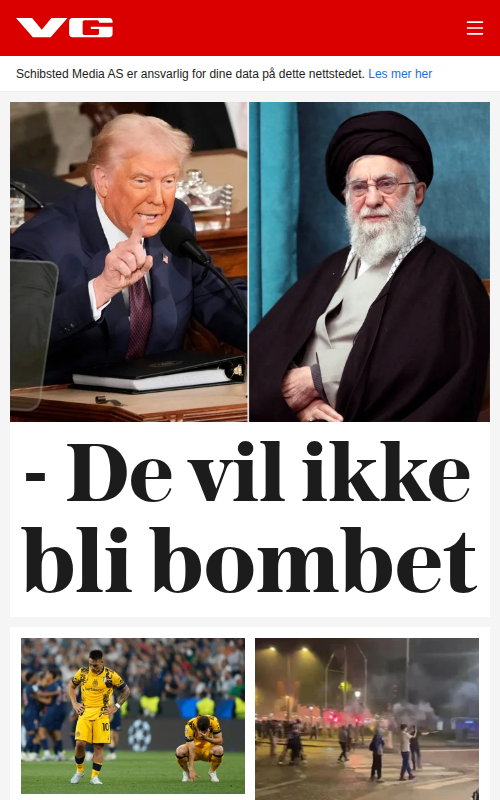 VG
Schibsted Media AS er ansvarlig for dine data på dette nettstedet. Les mer her
- De vil ikke
bli bombet
10